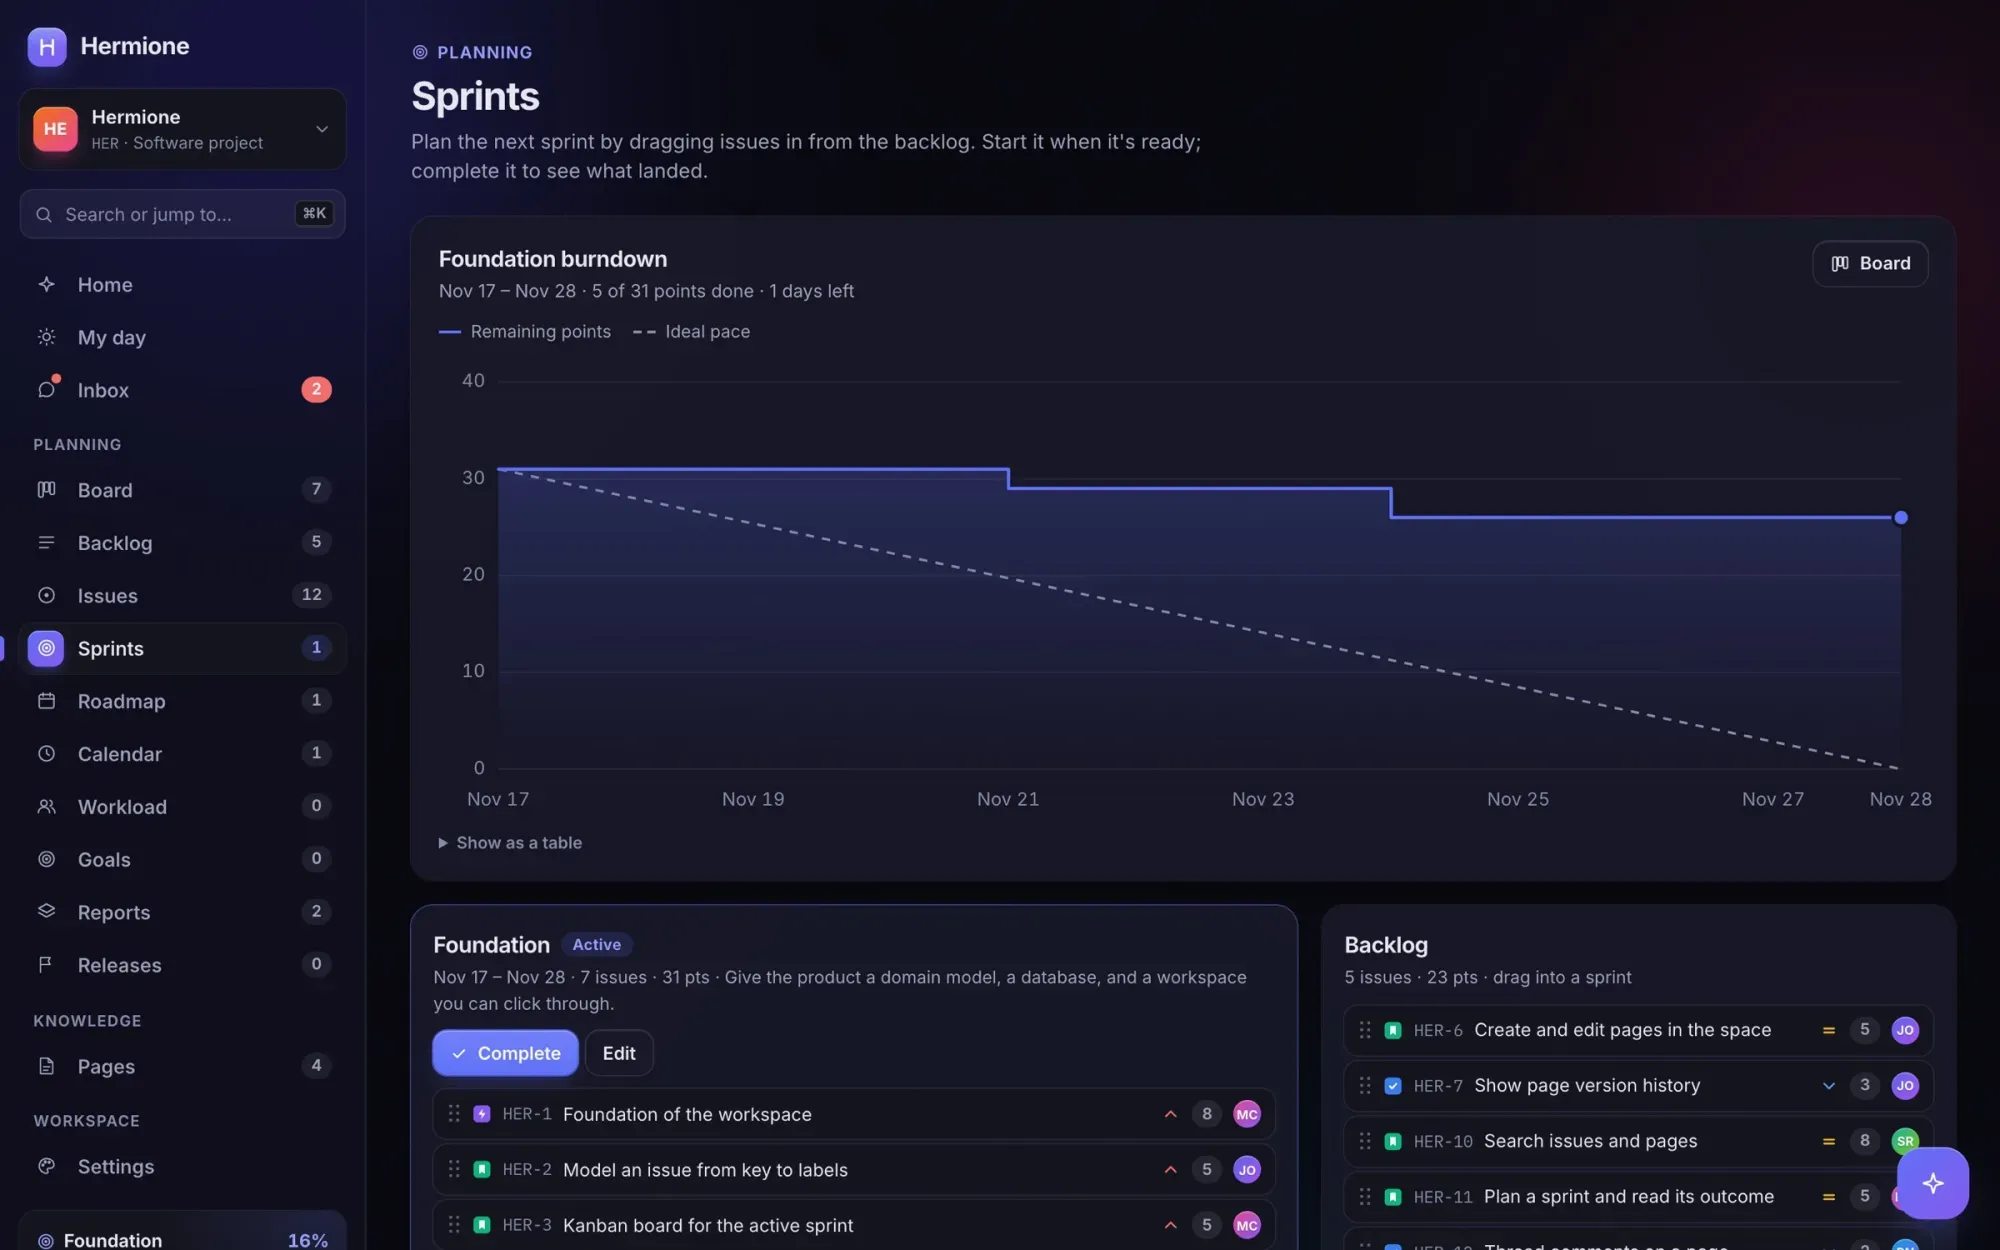 H Hermione
HE Hermione
HER · Software project
Search or jump to... ⌘K
Home
My day
Inbox 2
PLANNING
Board 7
Backlog 5
Issues 12
Sprints 1
Roadmap 1
Calendar 1
Workload 0
Goals 0
Reports 2
Releases 0
KNOWLEDGE
Pages 4
WORKSPACE
Settings
Foundation 16%
PLANNING
Sprints
Plan the next sprint by dragging issues in from the backlog. Start it when it's ready;
complete it to see what landed.
Foundation burndown
Board
Nov 17 – Nov 28 · 5 of 31 points done · 1 days left
Remaining points Ideal pace
40
30
20
10
0
Nov 17 Nov 19 Nov 21 Nov 23 Nov 25 Nov 27 Nov 28
Show as a table
Foundation Active
Nov 17 – Nov 28 · 7 issues · 31 pts · Give the product a domain model, a database, and a workspace
you can click through.
Complete Edit
HER-1 Foundation of the workspace 8 MC
HER-2 Model an issue from key to labels 5 JO
HER-3 Kanban board for the active sprint 5 MC
Backlog
5 issues · 23 pts · drag into a sprint
HER-6 Create and edit pages in the space 5 JO
HER-7 Show page version history 3 JO
HER-10 Search issues and pages 8 SR
HER-11 Plan a sprint and read its outcome 5